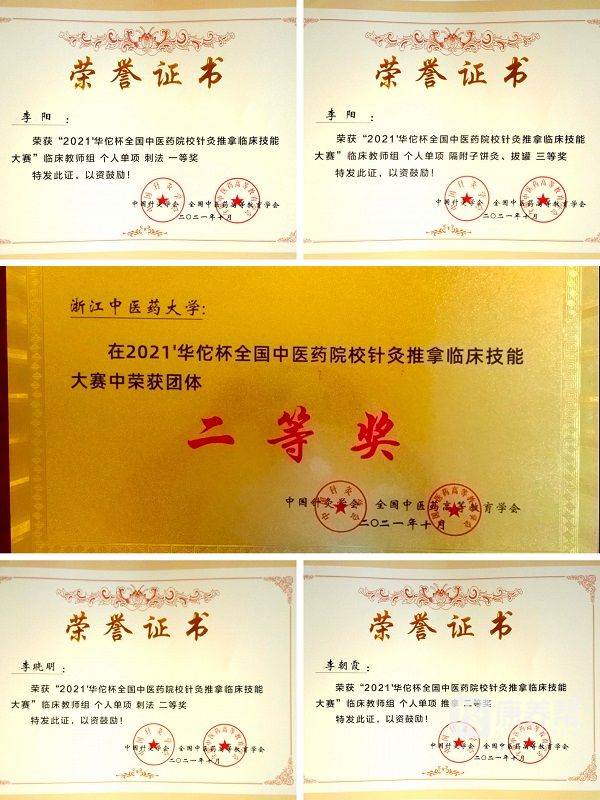 荣誉证书
李阳：
荣获“2021'华佗杯全国中医药院校针灸推拿临床技能
大赛”临床教师组 个人单项 刺法 一等奖
特发此证，以资鼓励！
中国针灸学会 全国中医药高等教育学会
二〇二一年十月
荣誉证书
李阳：
荣获“2021'华佗杯全国中医药院校针灸推拿临床技能
大赛”临床教师组 个人单项 隔附子饼灸、拔罐 三等奖
特发此证，以资鼓励！
中国针灸学会 全国中医药高等教育学会
二〇二一年十月
浙江中医药大学：
在2021'华佗杯全国中医药院校针灸推拿临床技能
大赛中荣获团体
二等奖
中国针灸学会 全国中医药高等教育学会
二〇二一年十月
荣誉证书
李晓明：
荣获“2021'华佗杯全国中医药院校针灸推拿临床技能
大赛”临床教师组 个人单项 刺法 二等奖
特发此证，以资鼓励！
中国针灸学会 全国中医药高等教育学会
二〇二一年十月
荣誉证书
李朝霞：
荣获“2021'华佗杯全国中医药院校针灸推拿临床技能
大赛”临床教师组 个人单项 推拿 二等奖
特发此证，以资鼓励！
中国针灸学会 全国中医药高等教育学会
二〇二一年十月